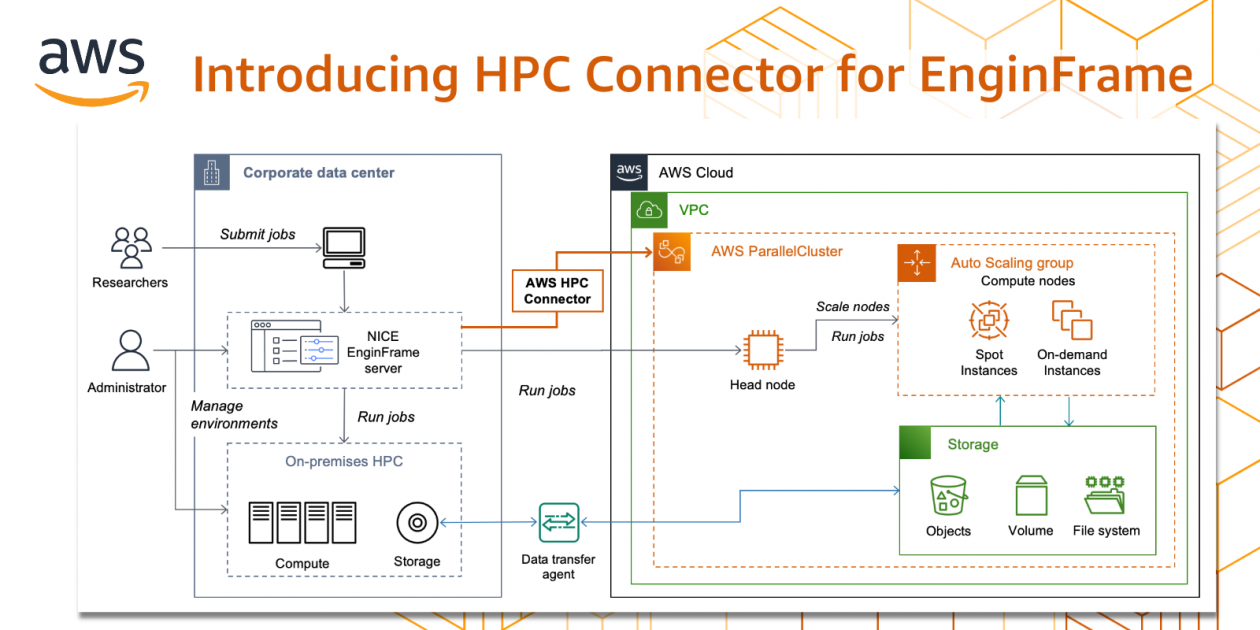 aws
Introducing HPC Connector for EnginFrame
Corporate data center
aws
AWS Cloud
VPC
Submit jobs
AWS ParallelCluster
Auto Scaling group
Compute nodes
Researchers
AWS HPC
Connector
Scale nodes
Run jobs
NICE
EnginFrame
server
Spot
Instances
On-demand
Instances
Head node
Administrator
Run jobs
Manage
environments
Run jobs
On-premises HPC
Storage
Objects
Volume
File system
Compute
Storage
Data transfer
agent